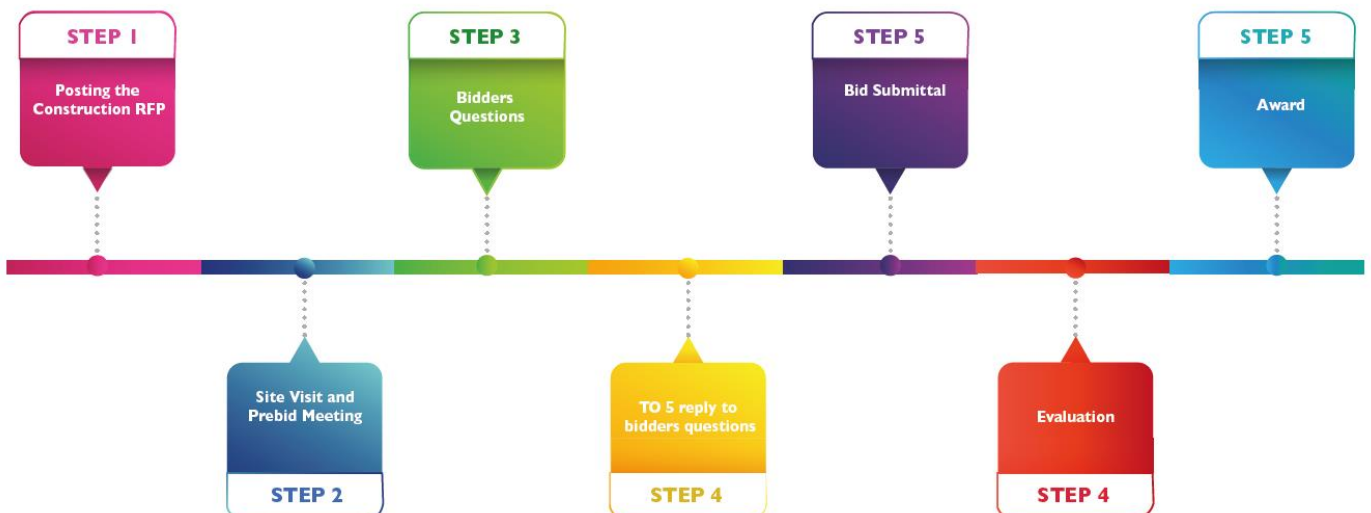 STEP 1
Posting the
Construction RFP
Site Visit and
Prebid Meeting
STEP 2
STEP 3
Bidders
Questions
TO 5 reply to
bidders questions
STEP 4
STEP 5
Bid Submittal
Evaluation
STEP 4
STEP 5
Award